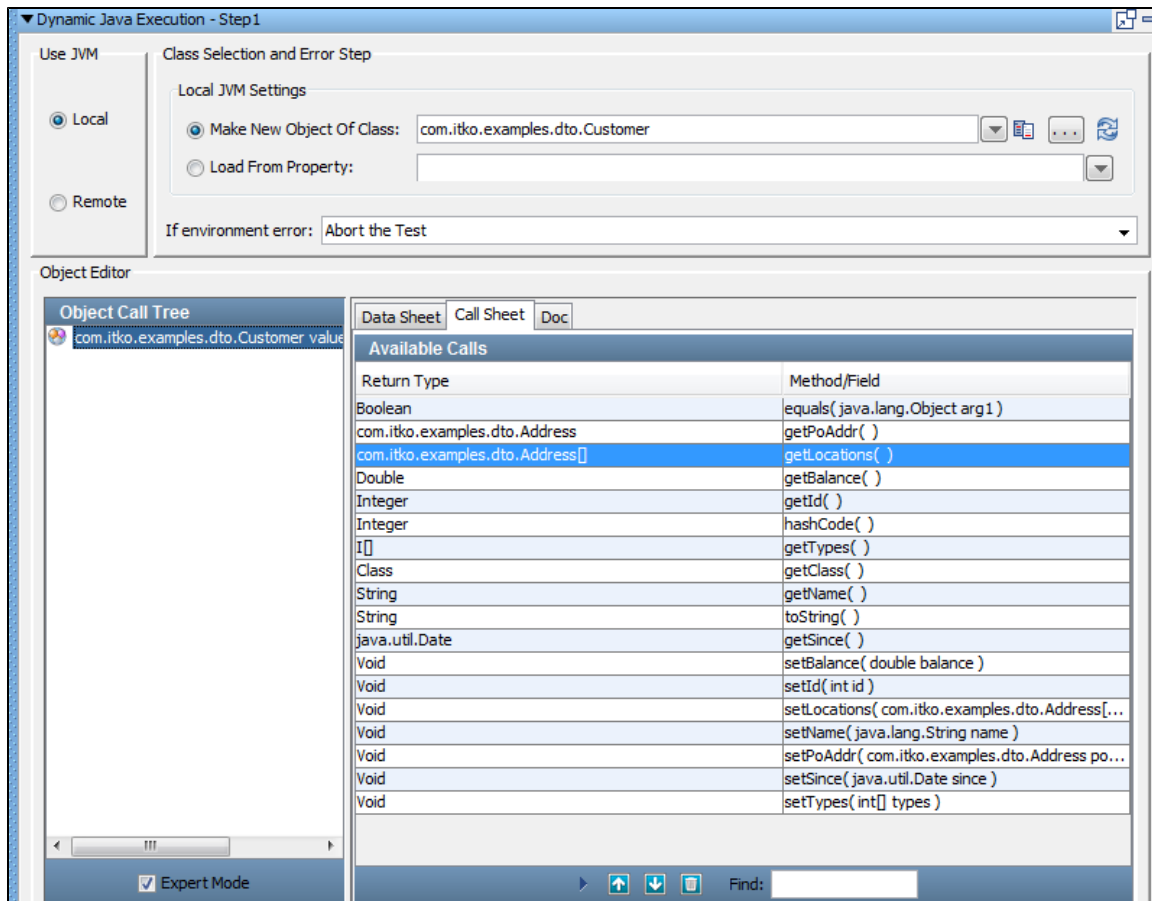 Dynamic Java Execution - Step1
Use JVM
Class Selection and Error Step
Local JVM Settings
Local
Make New Object Of Class: com.itko.examples.dto.Customer
...
Load From Property:
Remote
If environment error: Abort the Test
Object Editor
Object Call Tree
com.itko.examples.dto.Customer value
Data Sheet Call Sheet Doc
Available Calls
Return Type Method/Field
Boolean equals( java.lang.Object arg1 )
com.itko.examples.dto.Address getPoAddr( )
com.itko.examples.dto.Address[] getLocations( )
Double getBalance( )
Integer getId( )
Integer hashCode( )
I[] getTypes( )
Class getClass( )
String getName( )
String toString( )
java.util.Date getSince( )
Void setBalance( double balance )
Void setId( int id )
Void setLocations( com.itko.examples.dto.Address[...
Void setName( java.lang.String name )
Void setPoAddr( com.itko.examples.dto.Address po...
Void setSince( java.util.Date since )
Void setTypes( int[] types )
Expert Mode
Find: